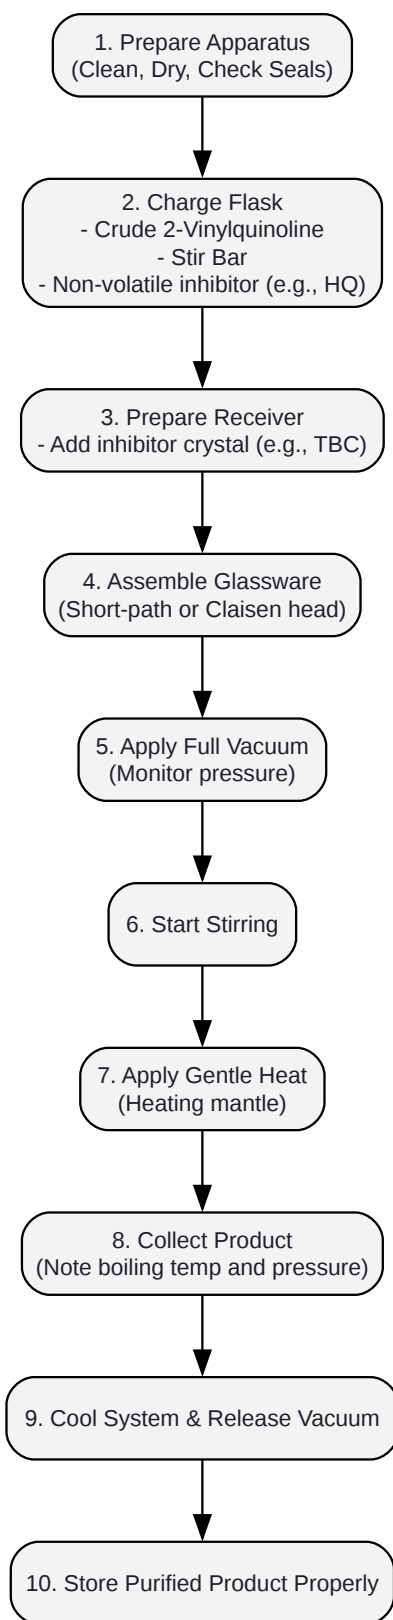 1. Prepare Apparatus
(Clean, Dry, Check Seals)
2. Charge Flask
- Crude 2-Vinylquinoline
- Stir Bar
- Non-volatile inhibitor (e.g., HQ)
3. Prepare Receiver
- Add inhibitor crystal (e.g., TBC)
4. Assemble Glassware
(Short-path or Claisen head)
5. Apply Full Vacuum
(Monitor pressure)
6. Start Stirring
7. Apply Gentle Heat
(Heating mantle)
8. Collect Product
(Note boiling temp and pressure)
9. Cool System & Release Vacuum
10. Store Purified Product Properly